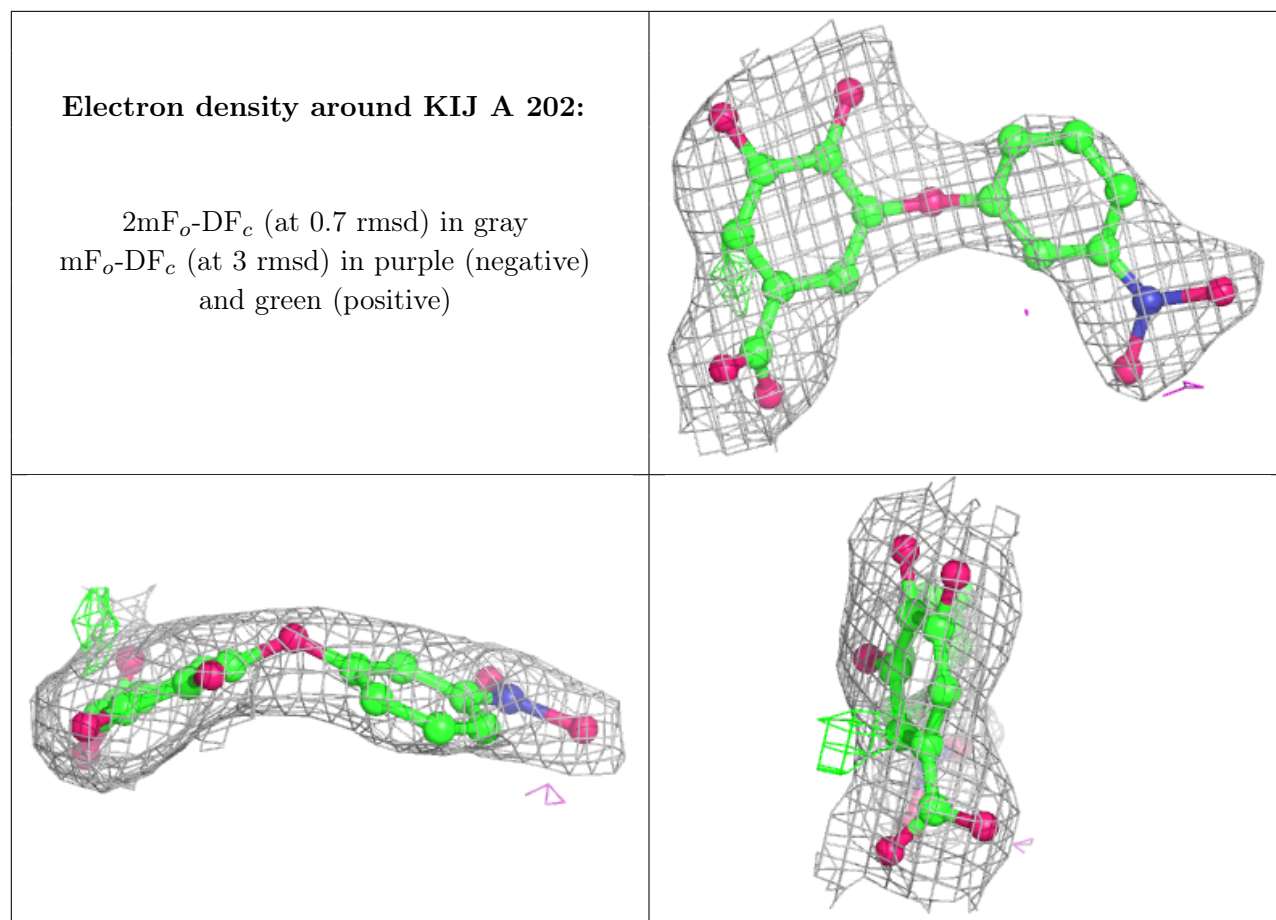 Electron density around KIJ A 202:
2mFo-DFc (at 0.7 rmsd) in gray
mFo-DFc (at 3 rmsd) in purple (negative)
and green (positive)